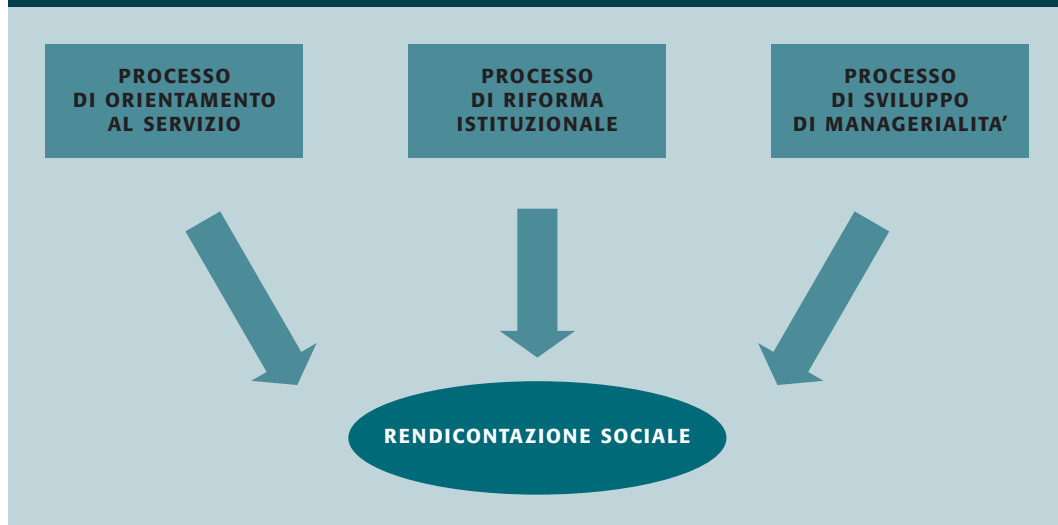 PROCESSO
DI ORIENTAMENTO
AL SERVIZIO
PROCESSO
DI RIFORMA
ISTITUZIONALE
PROCESSO
DI SVILUPPO
DI MANAGERIALITA’
RENDICONTAZIONE SOCIALE